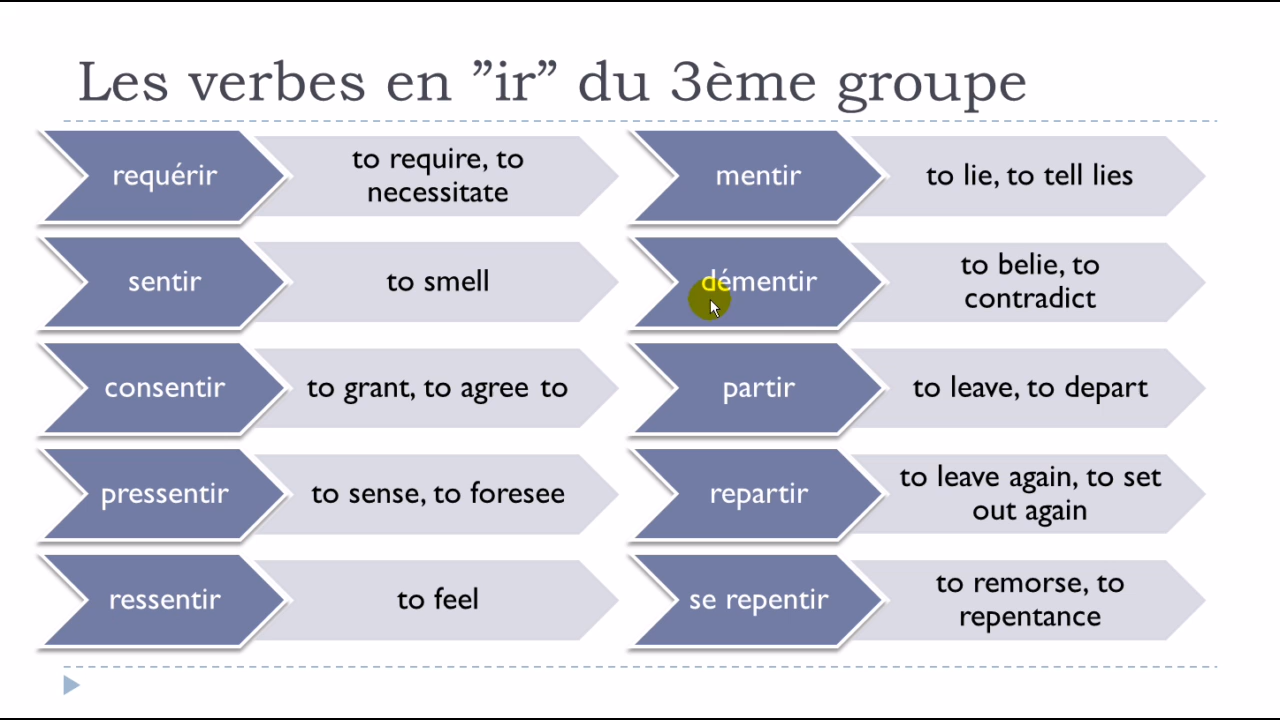 Les verbes en ”ir” du 3ème groupe
requérir
to require, to
necessitate
mentir
to lie, to tell lies
sentir
to smell
démentir
to belie, to
contradict
consentir
to grant, to agree to
partir
to leave, to depart
pressentir
to sense, to foresee
repartir
to leave again, to set
out again
ressentir
to feel
se repentir
to remorse, to
repentance